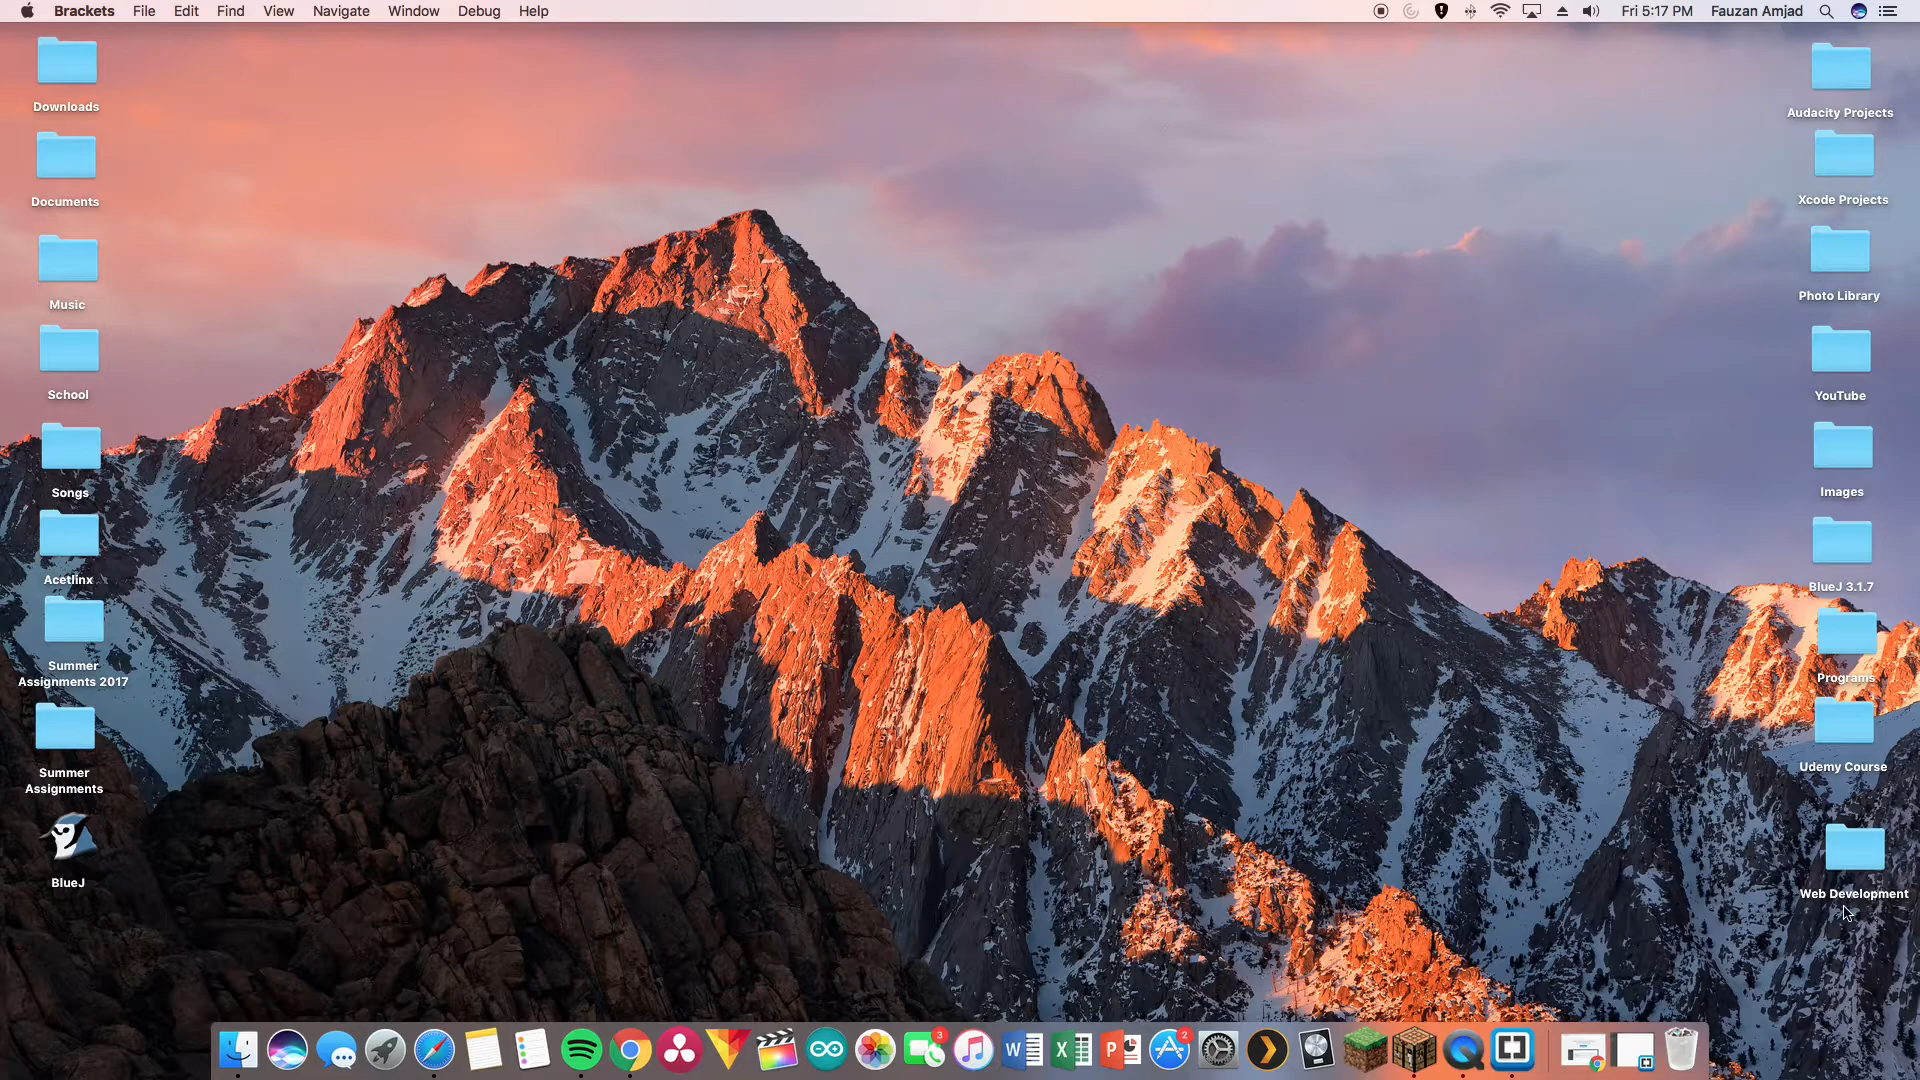 Brackets File Edit Find View Navigate Window Debug Help Fri 5:17 PM Fauzan Amjad
Downloads
Documents
Music
School
Songs
Acetlinx
Summer
Assignments 2017
Summer
Assignments
BlueJ
Audacity Projects
Xcode Projects
Photo Library
YouTube
Images
BlueJ 3.1.7
Programs
Udemy Course
Web Development
3
W
X
P
2